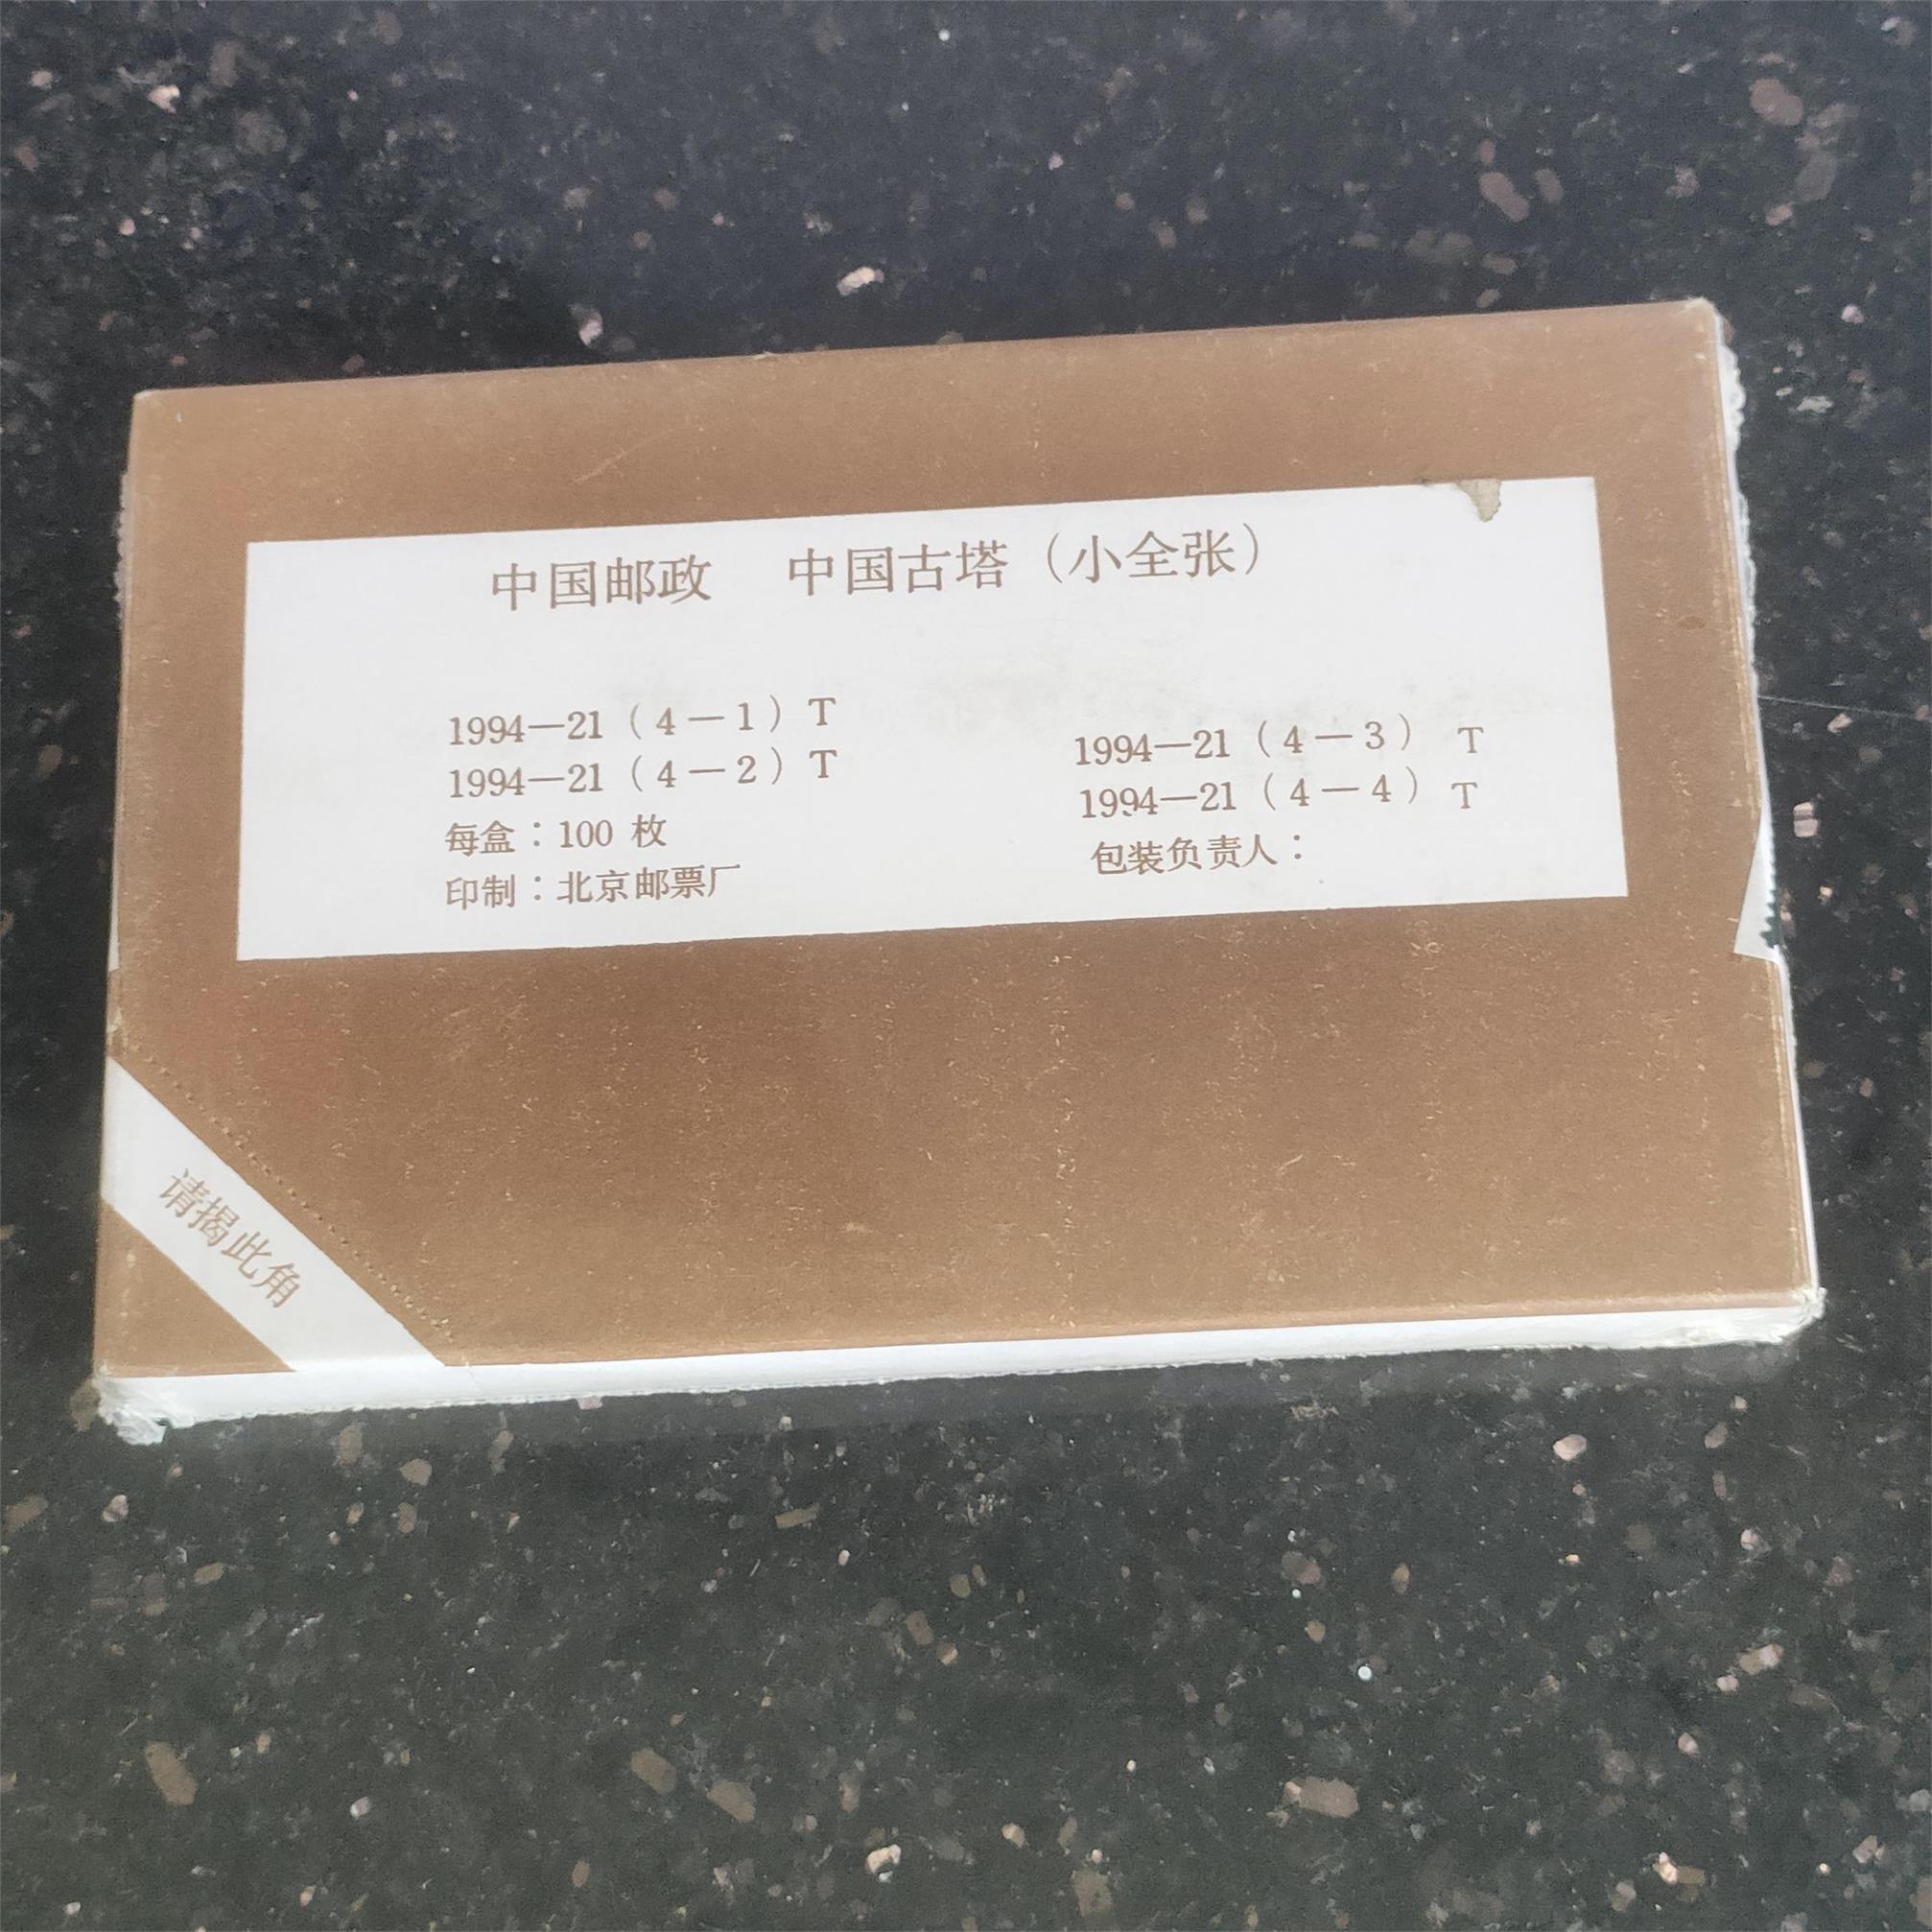 中国邮政 中国古塔（小全张）
1994—21（4—1）T
1994—21（4—2）T
每盒：100 枚
印制：北京邮票厂
1994—21（4—3） T
1994—21（4—4） T
包装负责人：
请揭此角